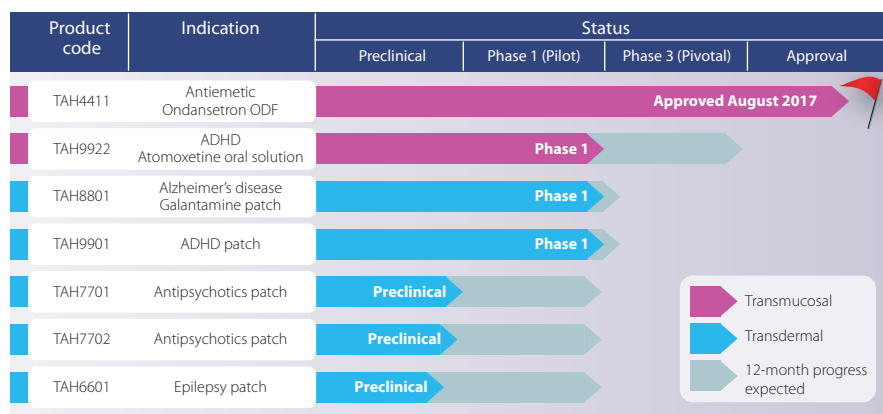 Product code
Indication
Status
Preclinical
Phase 1 (Pilot)
Phase 3 (Pivotal)
Approval
TAH4411
Antiemetic
Ondansetron ODF
Approved August 2017
TAH9922
ADHD
Atomoxetine oral solution
Phase 1
TAH8801
Alzheimer's disease
Galantamine patch
Phase 1
TAH9901
ADHD patch
Phase 1
TAH7701
Antipsychotics patch
Preclinical
TAH7702
Antipsychotics patch
Preclinical
TAH6601
Epilepsy patch
Preclinical
Transmucosal
Transdermal
12-month progress
expected